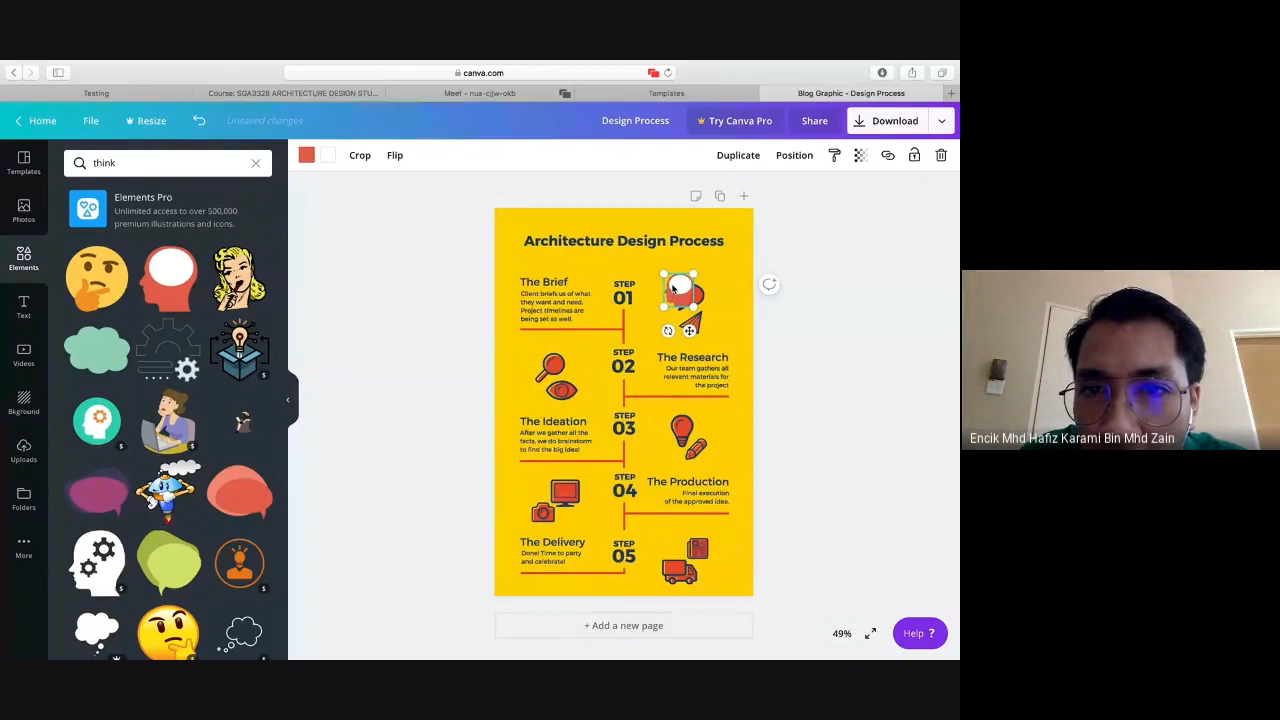 canva.com
Testing
Course: SGA3328 ARCHITECTURE DESIGN STU...
Meet - nua-cjjw-okb
Templates
Blog Graphic - Design Process
Home
File
Resize
Unsaved changes
Design Process
Try Canva Pro
Share
Download
Templates
Photos
Elements
Text
Videos
Bkground
Uploads
Folders
More
think
Elements Pro
Unlimited access to over 500,000
premium illustrations and icons.
Crop
Flip
Duplicate
Position
Architecture Design Process
The Brief
Client briefs us of what
they want and need.
Project timelines are
being set as well.
STEP
01
STEP
02
The Research
Our team gathers all
relevent materials for
the project
The Ideation
After we gather all the
facts, we do brainstorm
to find the big idea!
STEP
03
STEP
04
The Production
Final execution
of the approved idea.
The Delivery
Done! Time to party
and celebrate!
STEP
05
+ Add a new page
49%
Help ?
Encik Mhd Hafiz Karami Bin Mhd Zain